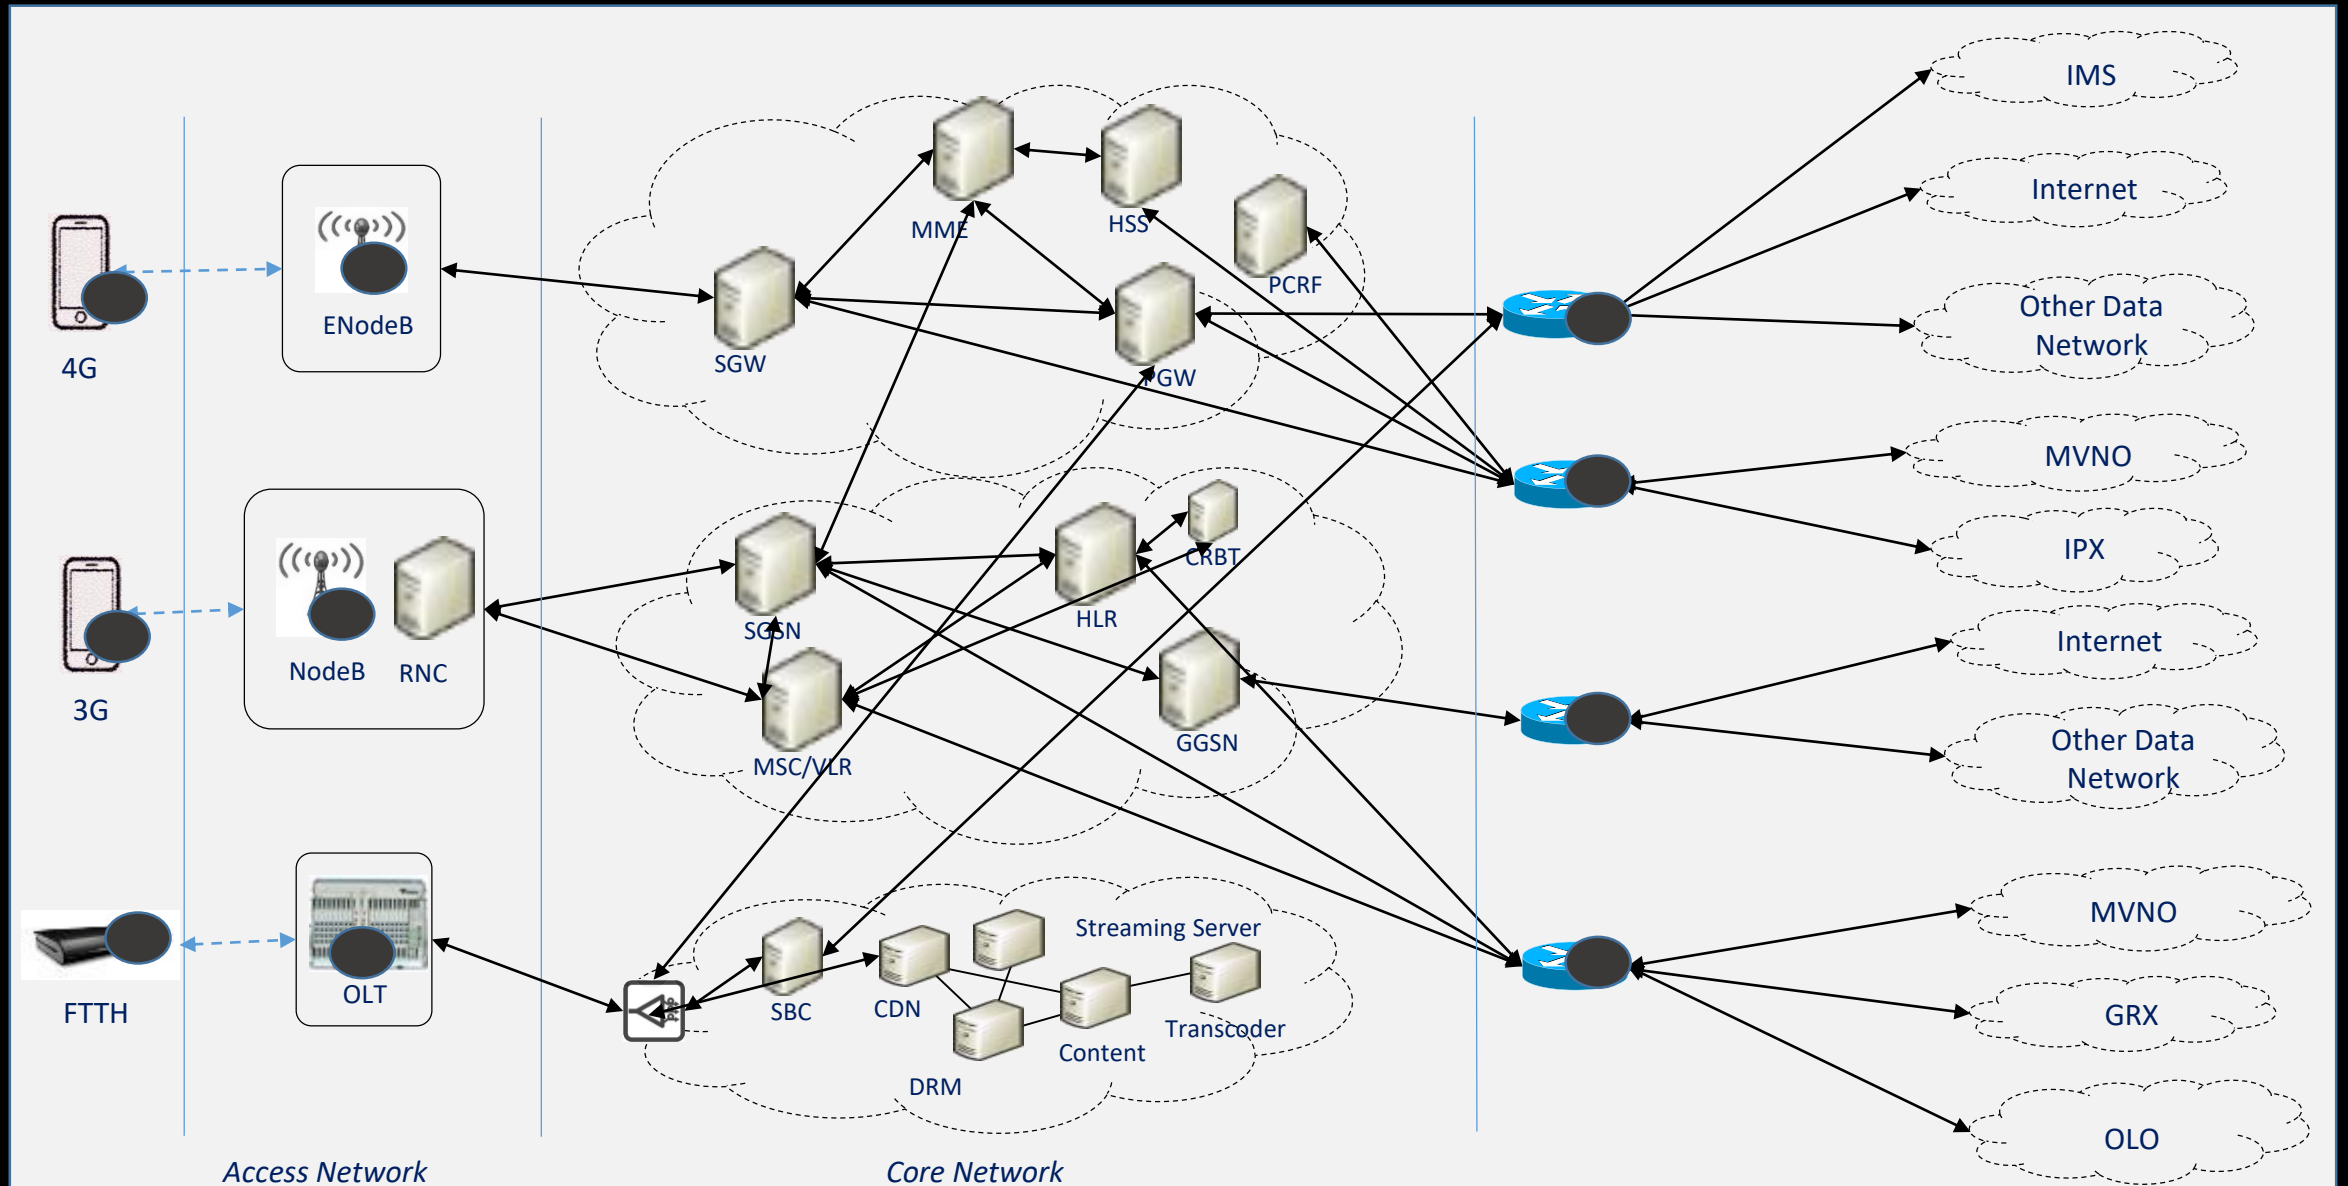 IMS
Internet
MME
HSS
PCRF
Other Data
Network
ENodeB
4G
SGW
PGW
MVNO
IPX
CRBT
HLR
SGSN
NodeB
RNC
Internet
3G
GGSN
MSC/VLR
Other Data
Network
MVNO
Streaming Server
OLT
FTTH
SBC
CDN
Transcoder
GRX
Content
DRM
OLO
Access Network
Core Network